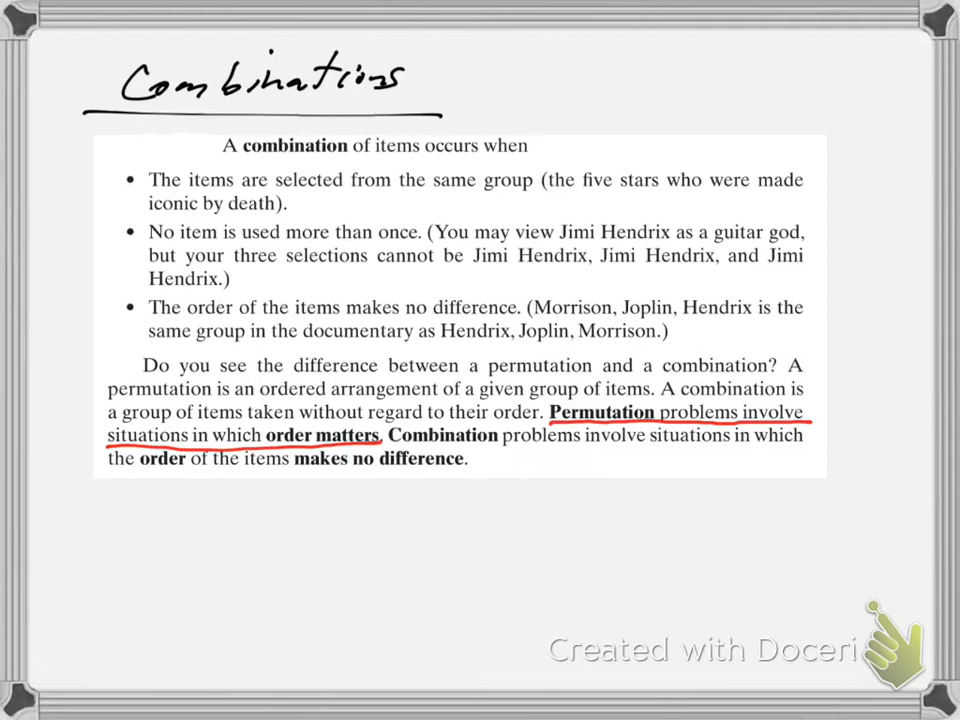 Combinations
A combination of items occurs when
• The items are selected from the same group (the five stars who were made
iconic by death).
• No item is used more than once. (You may view Jimi Hendrix as a guitar god,
but your three selections cannot be Jimi Hendrix, Jimi Hendrix, and Jimi
Hendrix.)
• The order of the items makes no difference. (Morrison, Joplin, Hendrix is the
same group in the documentary as Hendrix, Joplin, Morrison.)
Do you see the difference between a permutation and a combination? A
permutation is an ordered arrangement of a given group of items. A combination is
a group of items taken without regard to their order. Permutation problems involve
situations in which order matters. Combination problems involve situations in which
the order of the items makes no difference.
Created with Doceri